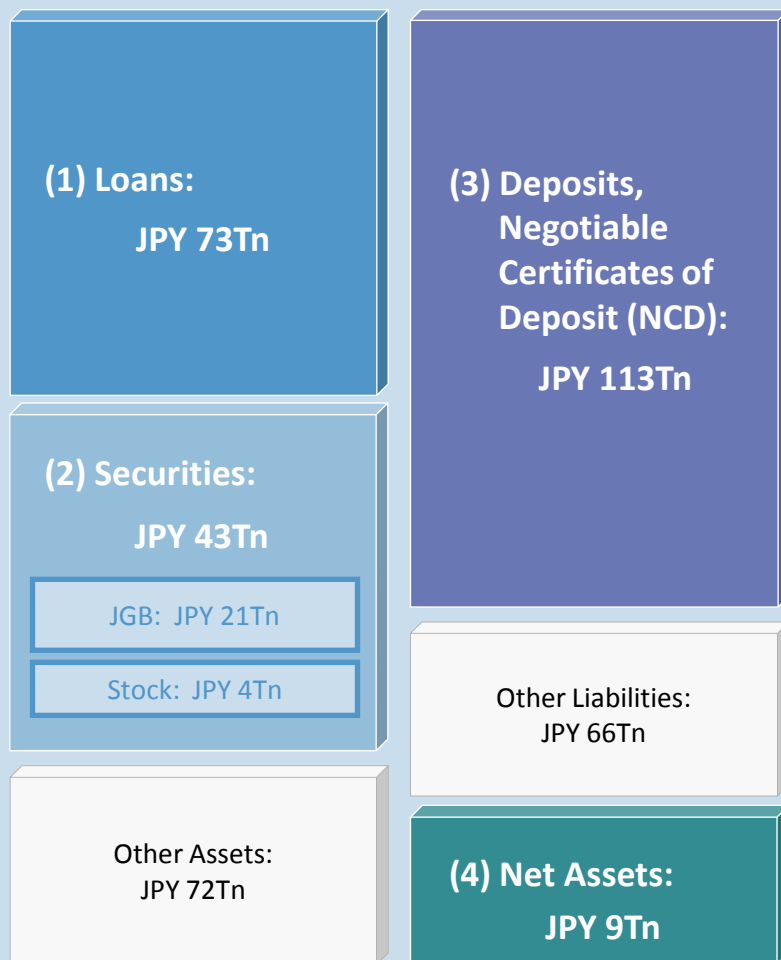 (1) Loans:
JPY 73Tn
(2) Securities:
JPY 43Tn
JGB: JPY 21Tn
Stock: JPY 4Tn
Other Assets:
JPY 72Tn
(3) Deposits,
Negotiable
Certificates of
Deposit (NCD):
JPY 113Tn
Other Liabilities:
JPY 66Tn
(4) Net Assets:
JPY 9Tn